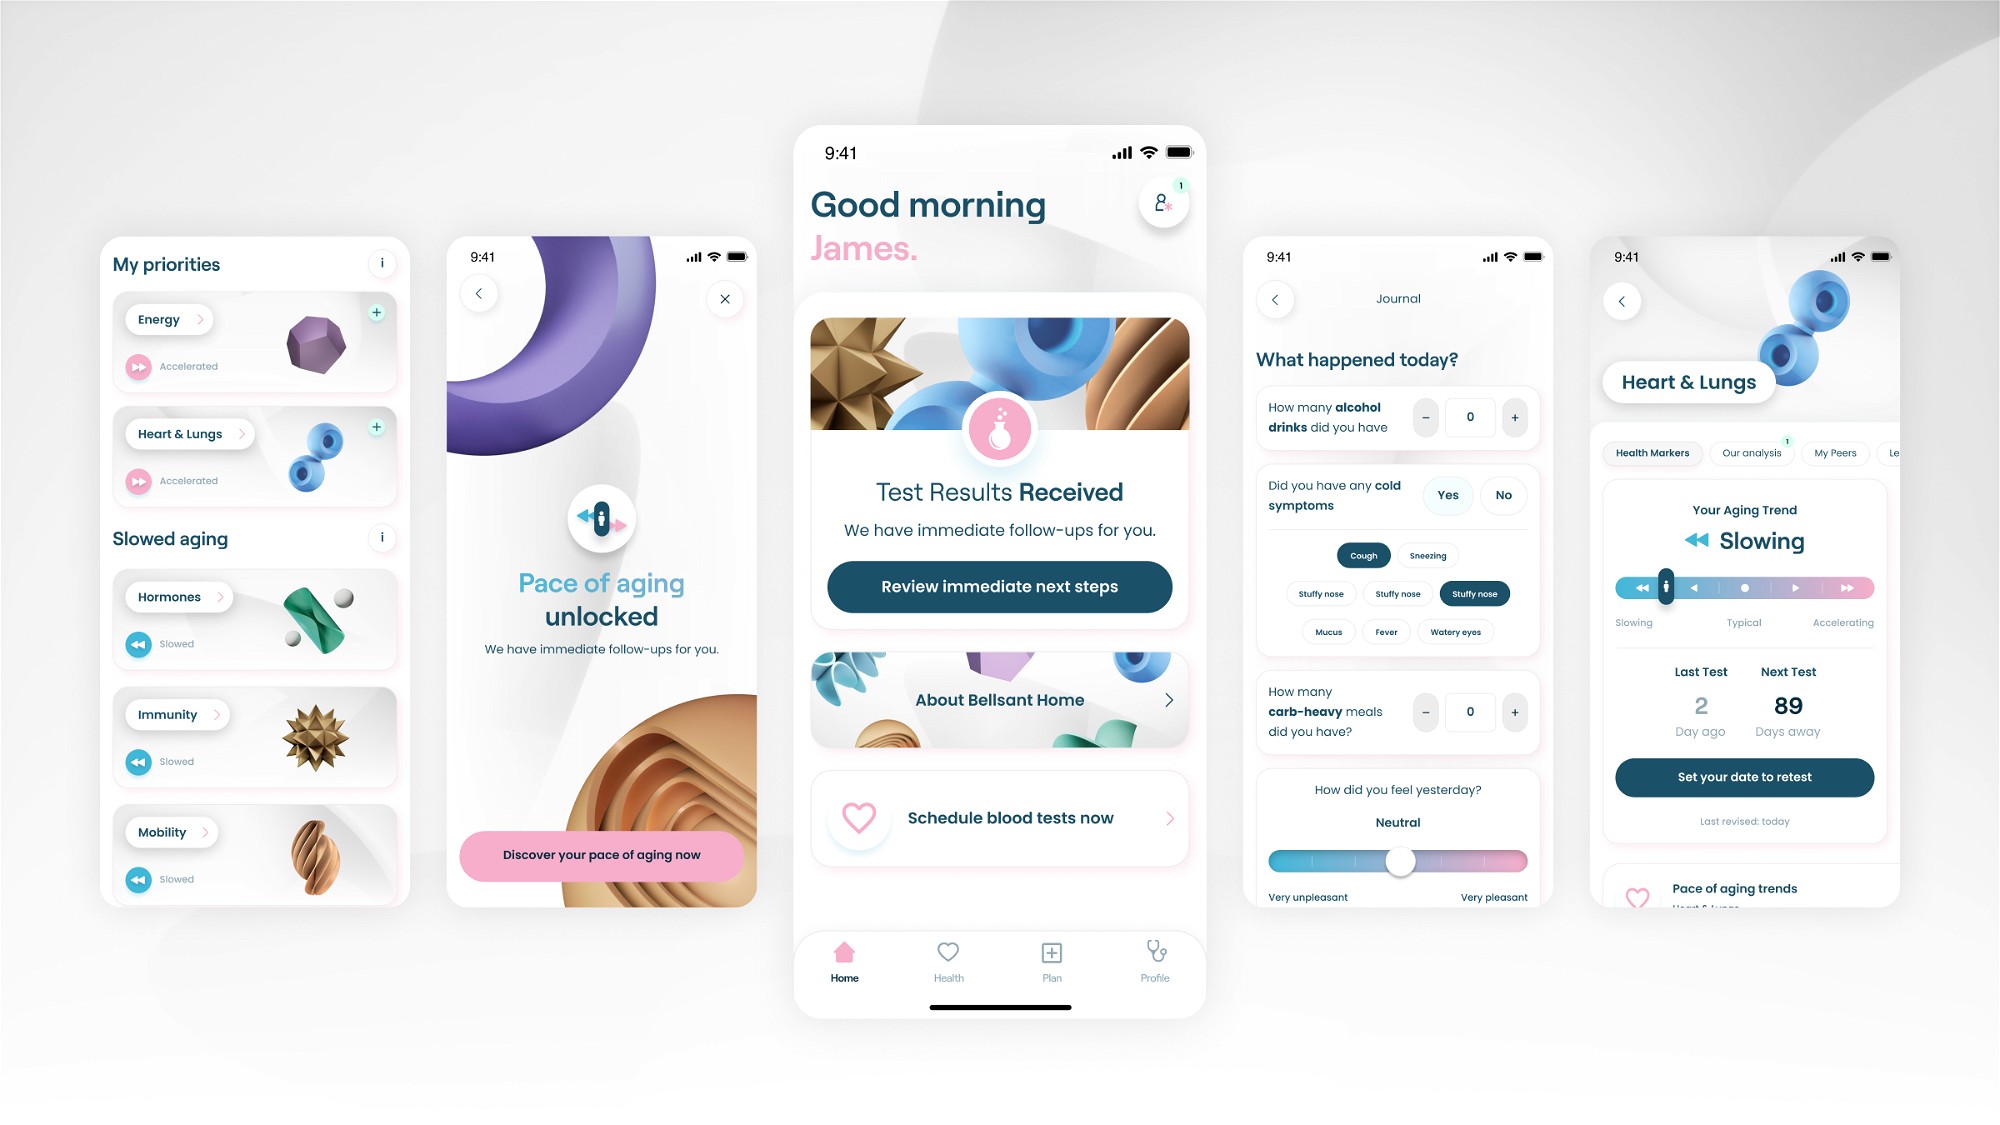 My priorities
i
Energy
Accelerated
Heart & Lungs
Accelerated
Slowed aging
i
Hormones
Slowed
Immunity
Slowed
Mobility
Slowed
9:41
Pace of aging
unlocked
We have immediate follow-ups for you.
Discover your pace of aging now
9:41
1
Good morning
James.
Test Results Received
We have immediate follow-ups for you.
Review immediate next steps
About Bellsant Home
Schedule blood tests now
Home
Health
Plan
Profile
9:41
Journal
What happened today?
How many alcohol
drinks did you have
− 0 +
Did you have any cold
symptoms
Yes
No
Cough
Sneezing
Stuffy nose
Stuffy nose
Stuffy nose
Mucus
Fever
Watery eyes
How many
carb-heavy meals
did you have?
− 0 +
How did you feel yesterday?
Neutral
Very unpleasant
Very pleasant
9:41
Heart & Lungs
Health Markers
Our analysis
1
My Peers
Le
Your Aging Trend
Slowing
Slowing
Typical
Accelerating
Last Test
Next Test
2
89
Day ago
Days away
Set your date to retest
Last revised: today
Pace of aging trends